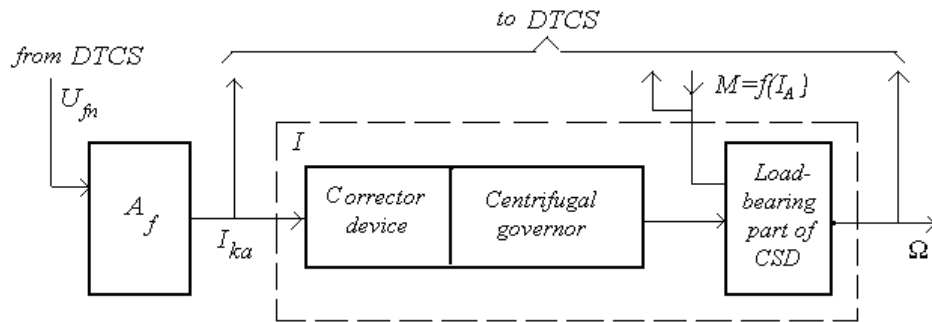 to DTCS
from DTCS
U_fn
M=f(I_A)
I
A_f
Corrector
device
Centrifugal
governor
Load-
bearing
part of
CSD
I_ka
Ω